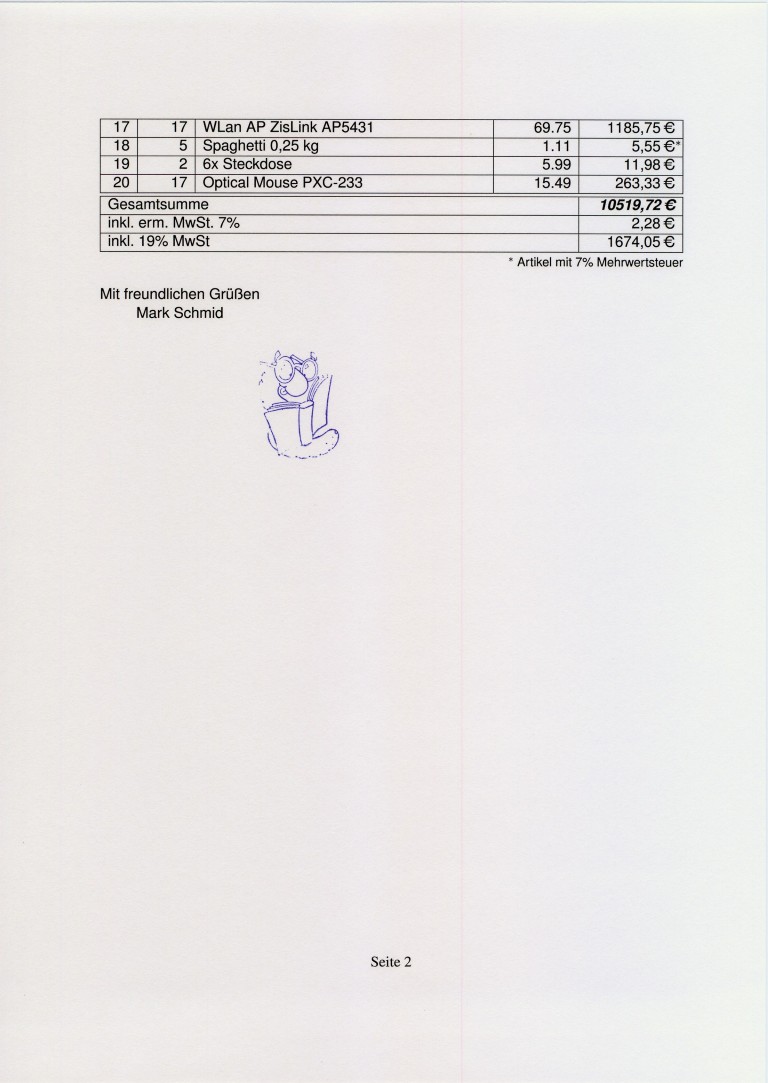 17 17 WLan AP ZisLink AP5431 69.75 1185,75 €
18 5 Spaghetti 0,25 kg 1.11 5,55 €*
19 2 6x Steckdose 5.99 11,98 €
20 17 Optical Mouse PXC-233 15.49 263,33 €
Gesamtsumme 10519,72 €
inkl. erm. MwSt. 7% 2,28 €
inkl. 19% MwSt 1674,05 €
* Artikel mit 7% Mehrwertsteuer
Mit freundlichen Grüßen
Mark Schmid
Seite 2